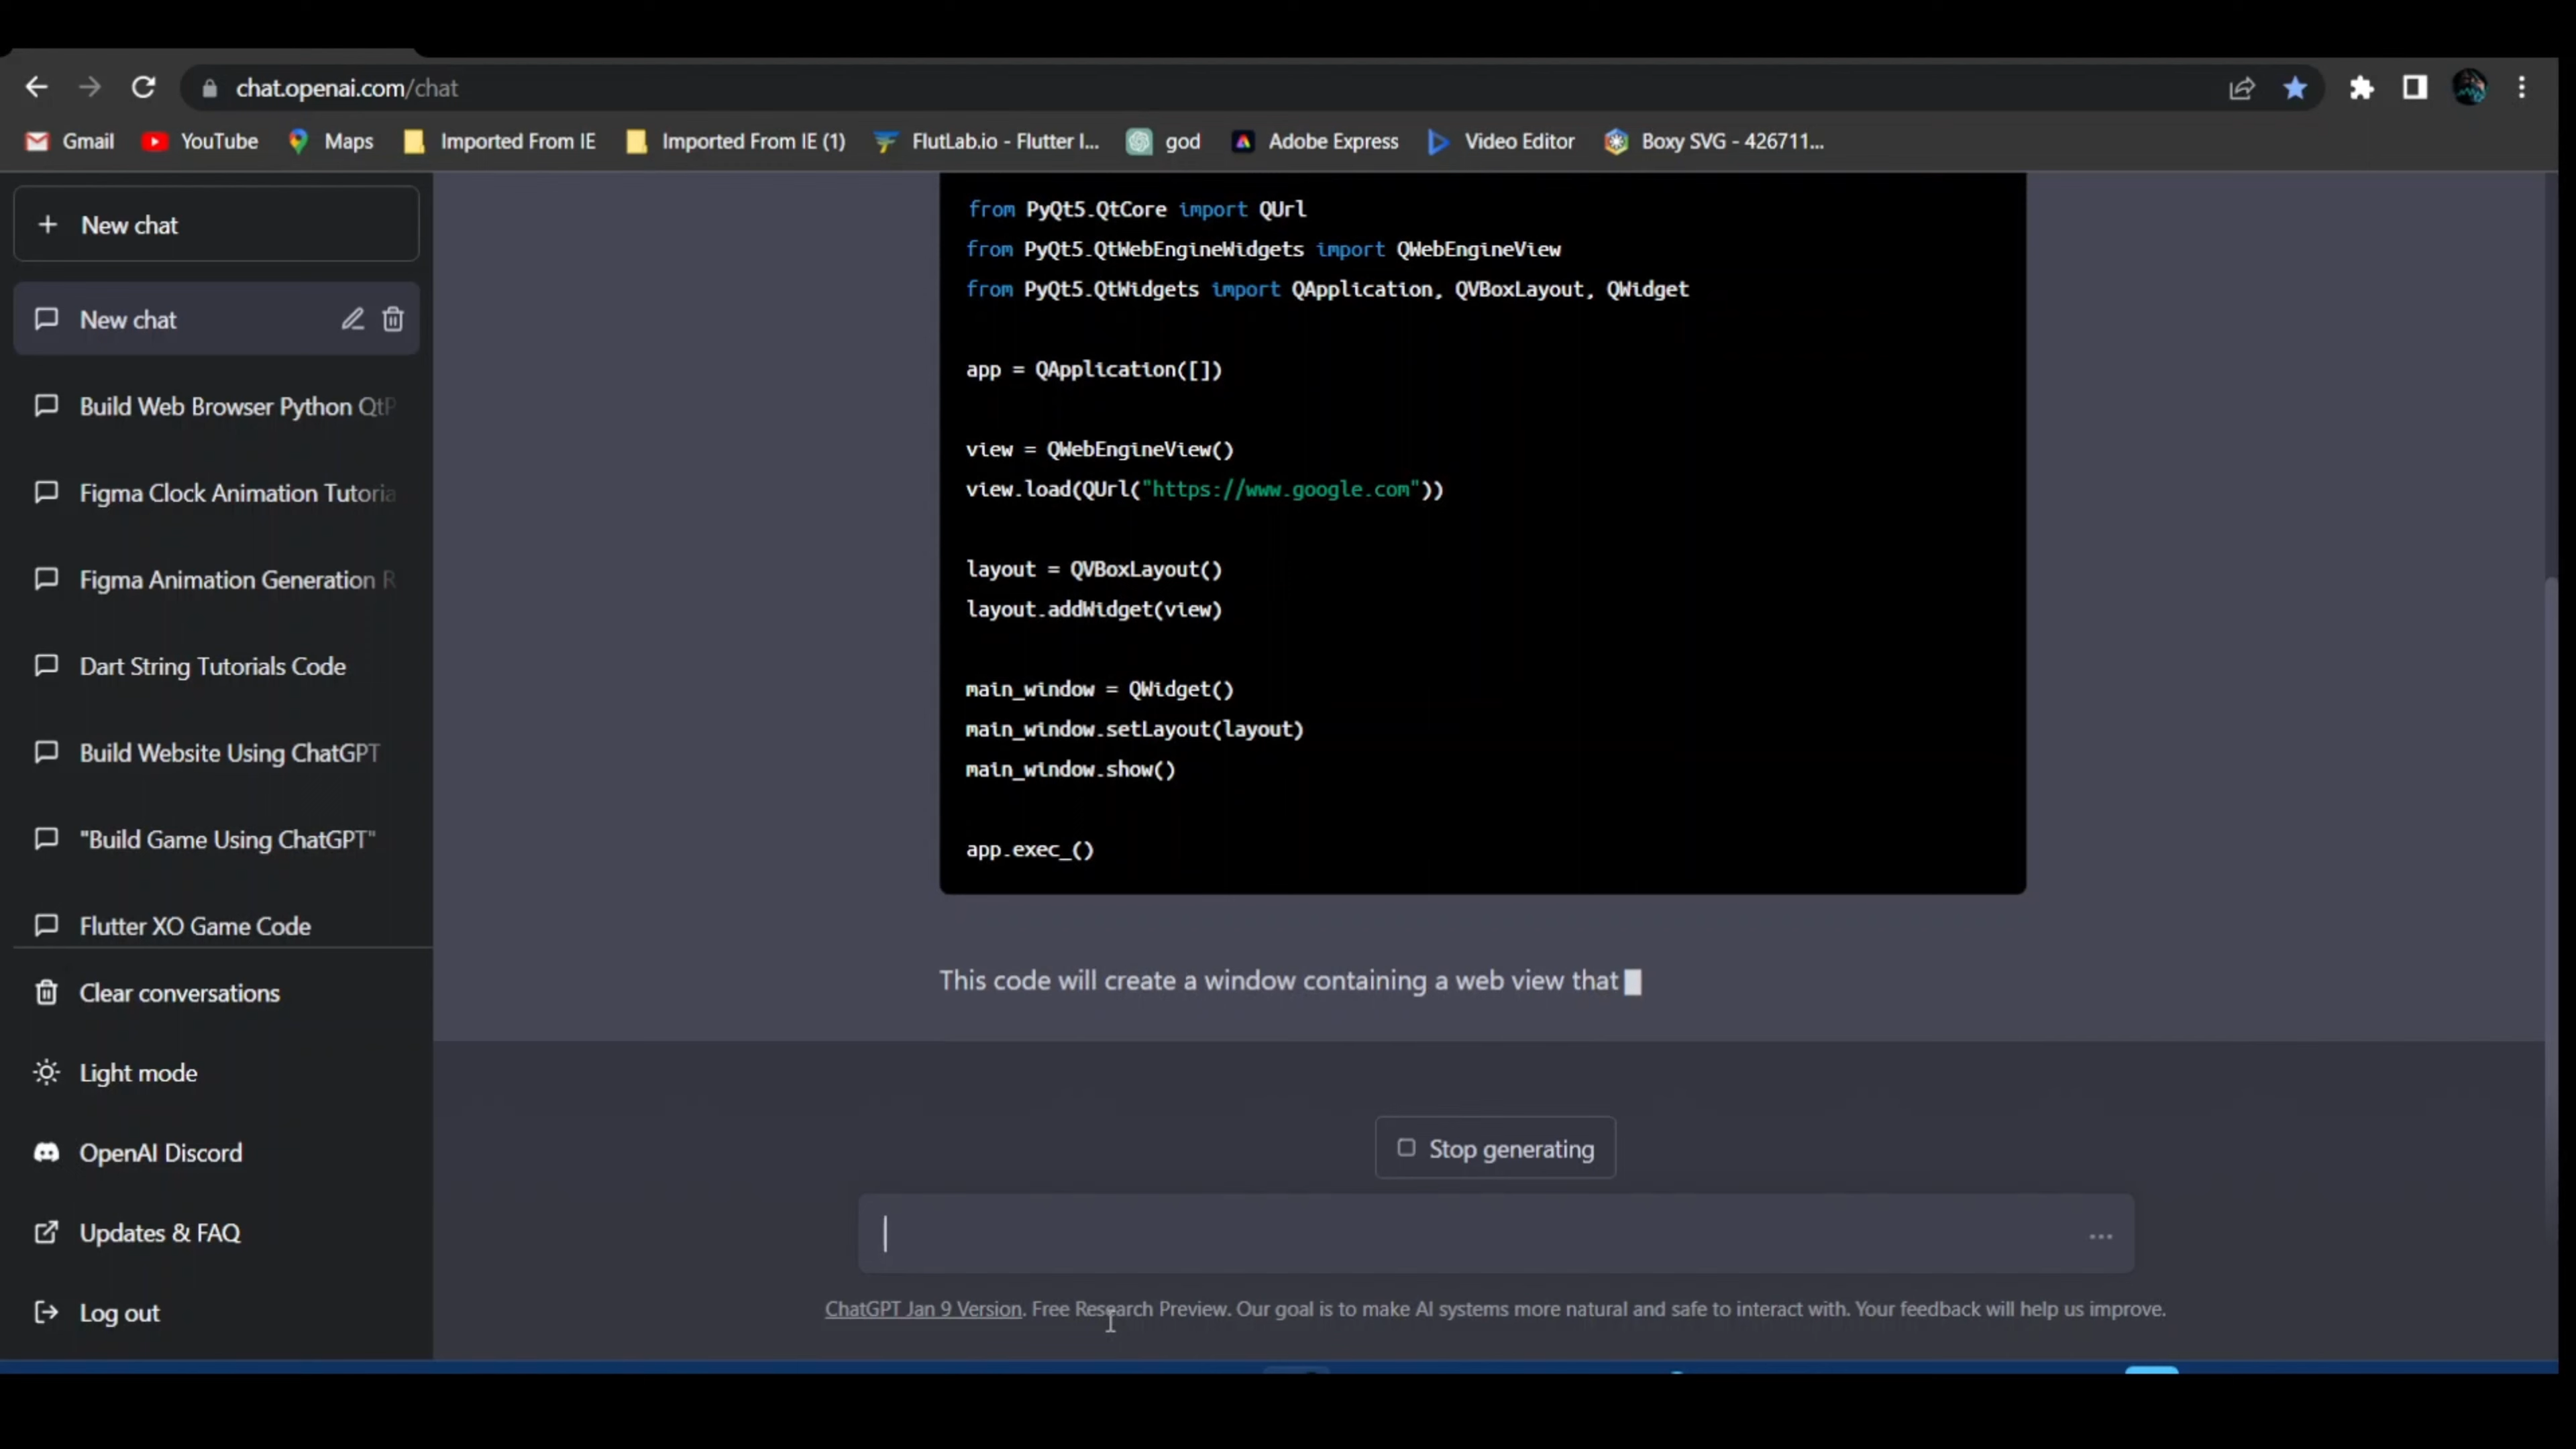 chat.openai.com/chat
Gmail YouTube Maps Imported From IE Imported From IE (1) FlutLab.io - Flutter I... god Adobe Express Video Editor Boxy SVG - 426711...
New chat
New chat
Build Web Browser Python QtP
Figma Clock Animation Tutoria
Figma Animation Generation R
Dart String Tutorials Code
Build Website Using ChatGPT
"Build Game Using ChatGPT"
Flutter XO Game Code
Clear conversations
Light mode
OpenAI Discord
Updates & FAQ
Log out
from PyQt5.QtCore import QUrl
from PyQt5.QtWebEngineWidgets import QWebEngineView
from PyQt5.QtWidgets import QApplication, QVBoxLayout, QWidget
app = QApplication([])
view = QWebEngineView()
view.load(QUrl("https://www.google.com"))
layout = QVBoxLayout()
layout.addWidget(view)
main_window = QWidget()
main_window.setLayout(layout)
main_window.show()
app.exec_()
This code will create a window containing a web view that
Stop generating
ChatGPT Jan 9 Version. Free Research Preview. Our goal is to make AI systems more natural and safe to interact with. Your feedback will help us improve.